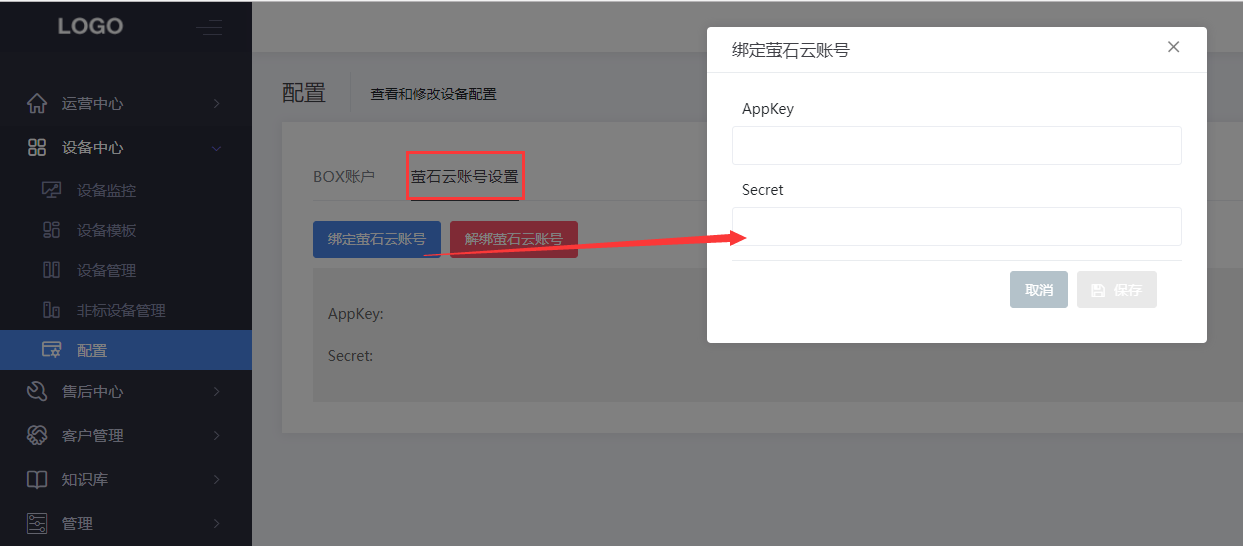 LOGO
运营中心
设备中心
设备监控
设备模板
设备管理
非标设备管理
配置
售后中心
客户管理
知识库
管理
配置
查看和修改设备配置
BOX账户
萤石云账号设置
绑定萤石云账号
解绑萤石云账号
AppKey:
Secret:
绑定萤石云账号
AppKey
Secret
取消
保存